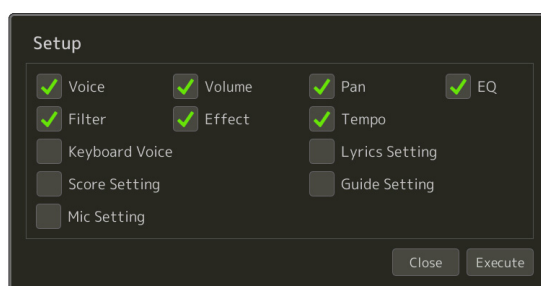 Setup
Voice Volume Pan EQ
Filter Effect Tempo
Keyboard Voice Lyrics Setting
Score Setting Guide Setting
Mic Setting
Close Execute